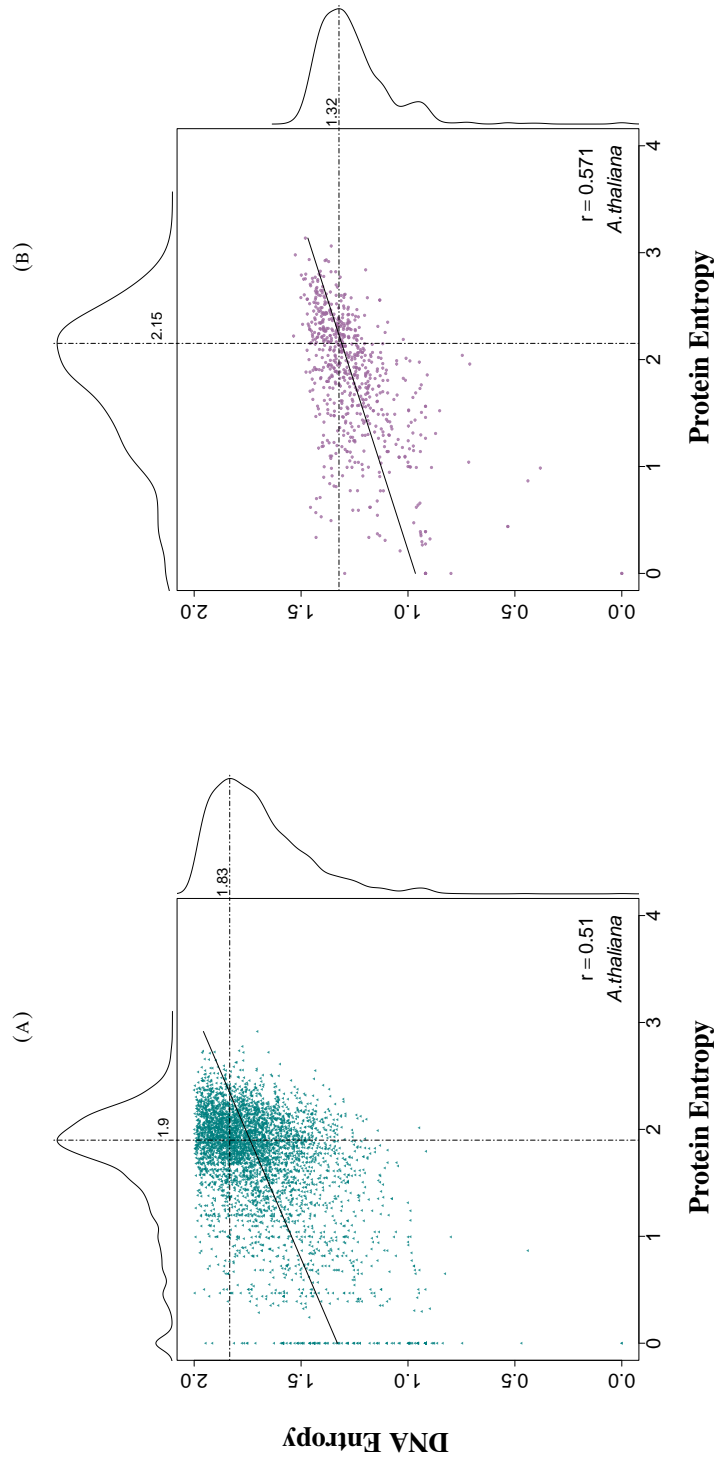 (A)
1.9
1.83
2.0
1.5
1.0
0.5
0.0
DNA Entropy
r = 0.51
A.thaliana
0 1 2 3 4
Protein Entropy
(B)
2.15
1.32
2.0
1.5
1.0
0.5
0.0
r = 0.571
A.thaliana
0 1 2 3 4
Protein Entropy